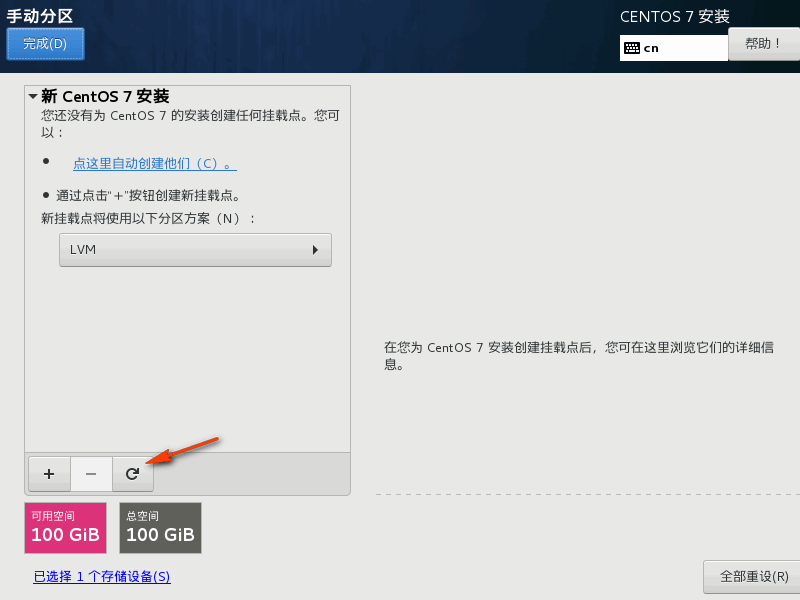 手动分区
CENTOS 7 安装
完成(D)
cn
帮助！
新 CentOS 7 安装
您还没有为 CentOS 7 的安装创建任何挂载点。您可
以：
点这里自动创建他们（C）。
通过点击“+”按钮创建新挂载点。
新挂载点将使用以下分区方案（N）：
LVM
在您为 CentOS 7 安装创建挂载点后，您可在这里浏览它们的详细信
息。
+ −
可用空间
100 GiB
总空间
100 GiB
已选择 1 个存储设备(S)
全部重设(R)